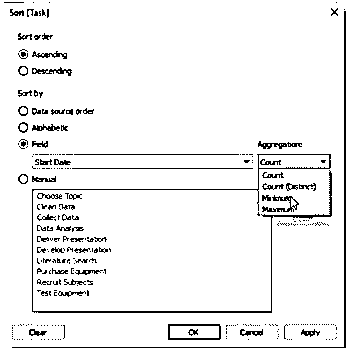 Sort [Task]
Sort order
Ascending
Descending
Sort by
Data source order
Alphabetic
Field
Aggregation:
Start Date
Count
Count
Count (Distinct)
Minimum
Maximum
Manual
Choose Topic
Clean Data
Collect Data
Data Analysis
Deliver Presentation
Develop Presentation
Literature Search
Purchase Equipment
Recruit Subjects
Test Equipment
Clear
OK
Cancel
Apply